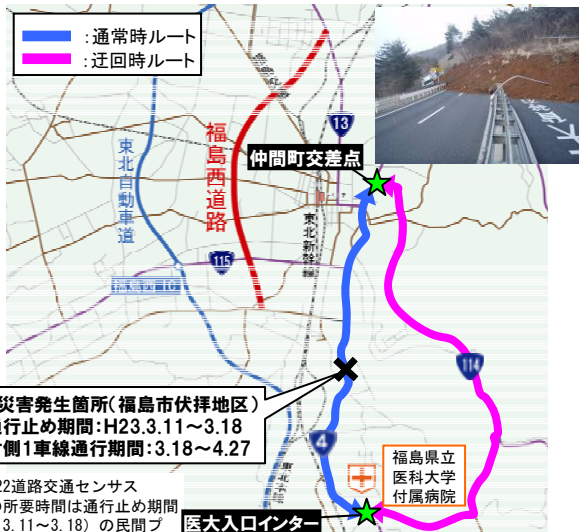 ：通常時ルート
：迂回時ルート
13
仲間町交差点
福島西道路
東北自動車道
東北新幹線
115
福島西IC
114
災害発生箇所（福島市伏拝地区）
行止め期間：H23.3.11～3.18
側1車線通行期間：3.18～4.27
4
福島県立
医科大学
付属病院
22道路交通センサス
の所要時間は通行止め期間
3.11～3.18）の民間プ
医大入口インター